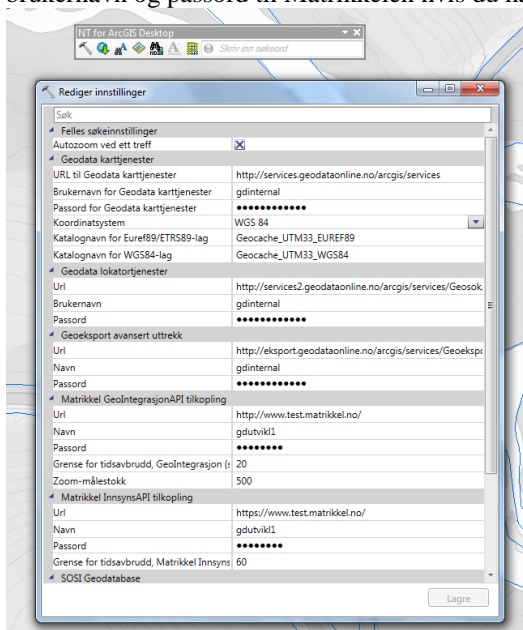 brukernavn og passord til Matrikkelen hvis du
NT for ArcGIS Desktop
Skriv inn søkeord
Rediger innstillinger
Søk
Felles søkeinnstillinger
Autozoom ved ett treff
Geodata karttjenester
URL til Geodata karttjenester http://services.geodataonline.no/arcgis/services
Brukernavn for Geodata karttjenester gdinternal
Passord for Geodata karttjenester ●●●●●●●●●●●●
Koordinatsystem WGS 84
Katalognavn for Euref89/ETRS89-lag Geocache_UTM33_EUREF89
Katalognavn for WGS84-lag Geocache_UTM33_WGS84
Geodata lokatortjenester
Url http://services2.geodataonline.no/arcgis/services/Geosok,
Brukernavn gdinternal
Passord ●●●●●●●●●●●●
Geoeksport avansert uttrekk
Url http://eksport.geodataonline.no/arcgis/services/Geoekspo
Navn gdinternal
Passord ●●●●●●●●●●●●
Matrikkel GeoIntegrasjonAPI tilkopling
Url http://www.test.matrikkel.no/
Navn gdutvikl1
Passord ●●●●●●●●
Grense for tidsavbrudd, GeoIntegrasjon (s 20
Zoom-målestokk 500
Matrikkel InnsynsAPI tilkopling
Url https://www.test.matrikkel.no/
Navn gdutvikl1
Passord ●●●●●●●●
Grense for tidsavbrudd, Matrikkel Innsyns 60
SOSI Geodatabase
Lagre